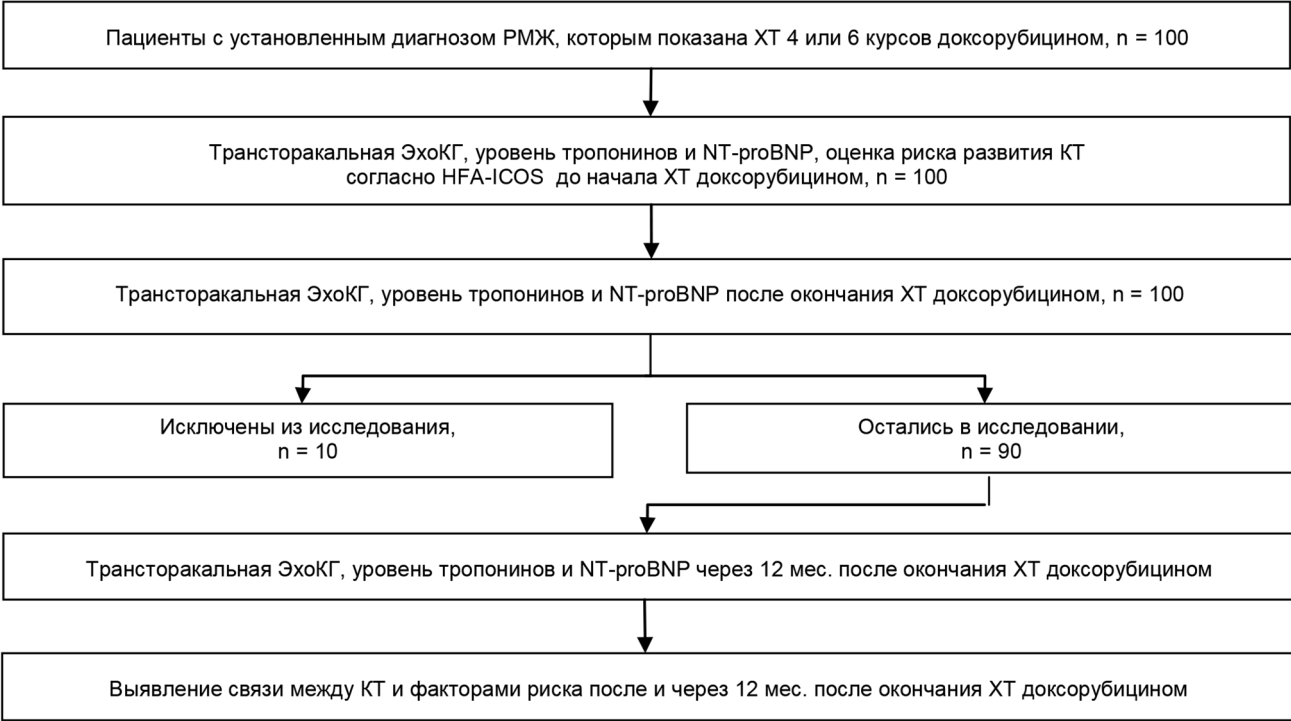 Пациенты с установленным диагнозом РМЖ, которым показана ХТ 4 или 6 курсов доксорубицином, n = 100
Трансторакальная ЭхоКГ, уровень тропонинов и NT-proBNP, оценка риска развития КТ
согласно HFA-ICOS до начала ХТ доксорубицином, n = 100
Трансторакальная ЭхоКГ, уровень тропонинов и NT-proBNP после окончания ХТ доксорубицином, n = 100
Исключены из исследования,
n = 10
Остались в исследовании,
n = 90
Трансторакальная ЭхоКГ, уровень тропонинов и NT-proBNP через 12 мес. после окончания ХТ доксорубицином
Выявление связи между КТ и факторами риска после и через 12 мес. после окончания ХТ доксорубицином